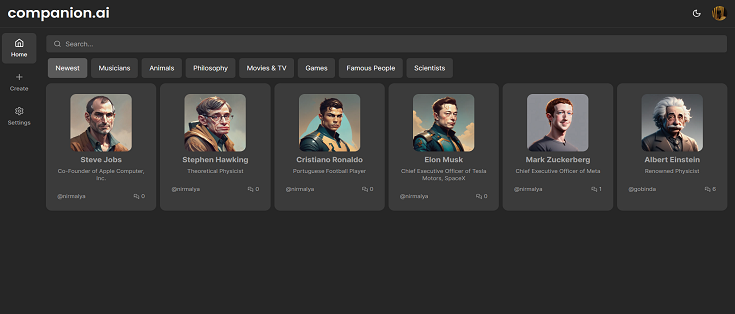 companion.ai
Home
Create
Settings
Search...
Newest
Musicians
Animals
Philosophy
Movies & TV
Games
Famous People
Scientists
Steve Jobs
Co-Founder of Apple Computer,
Inc.
@nirmalya
0
Stephen Hawking
Theoretical Physicist
@nirmalya
0
Cristiano Ronaldo
Portuguese Football Player
@nirmalya
0
Elon Musk
Chief Executive Officer of Tesla
Motors, SpaceX
@nirmalya
0
Mark Zuckerberg
Chief Executive Officer of Meta
@nirmalya
1
Albert Einstein
Renowned Physicist
@gobinda
6